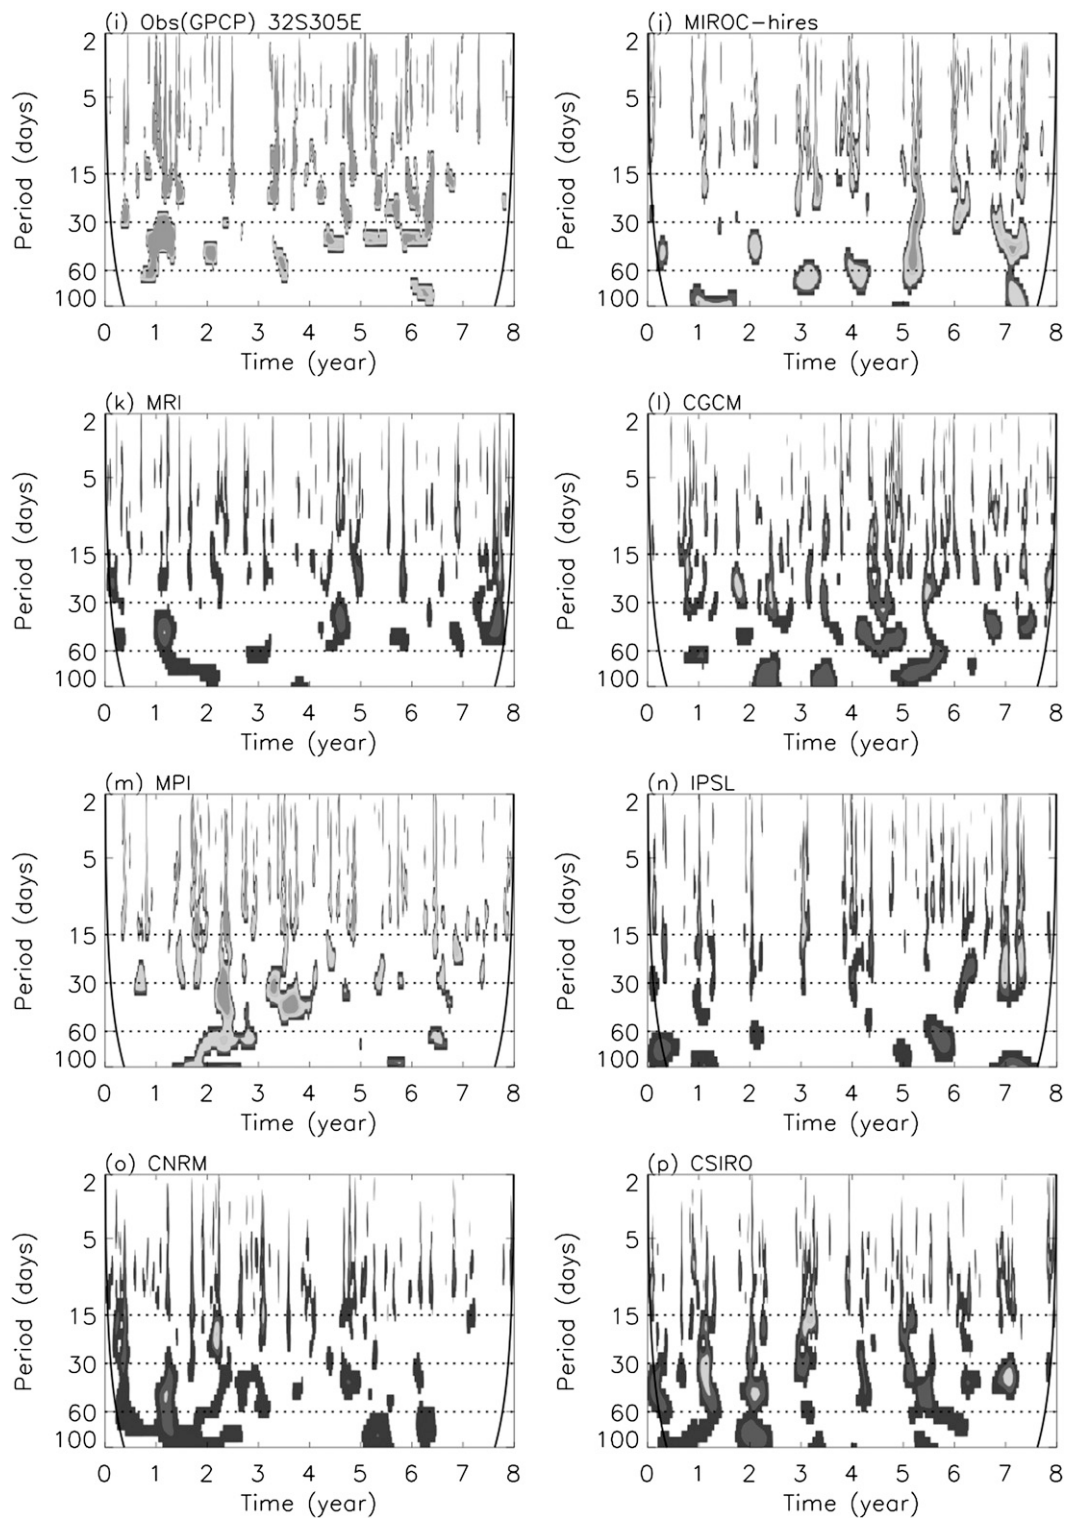 (i) Obs(GPCP) 32S305E
2
5
15
30
60
100
Period (days)
0 1 2 3 4 5 6 7 8
Time (year)
(j) MIROC-hires
2
5
15
30
60
100
Period (days)
0 1 2 3 4 5 6 7 8
Time (year)
(k) MRI
2
5
15
30
60
100
Period (days)
0 1 2 3 4 5 6 7 8
Time (year)
(l) CGCM
2
5
15
30
60
100
Period (days)
0 1 2 3 4 5 6 7 8
Time (year)
(m) MPI
2
5
15
30
60
100
Period (days)
0 1 2 3 4 5 6 7 8
Time (year)
(n) IPSL
2
5
15
30
60
100
Period (days)
0 1 2 3 4 5 6 7 8
Time (year)
(o) CNRM
2
5
15
30
60
100
Period (days)
0 1 2 3 4 5 6 7 8
Time (year)
(p) CSIRO
2
5
15
30
60
100
Period (days)
0 1 2 3 4 5 6 7 8
Time (year)